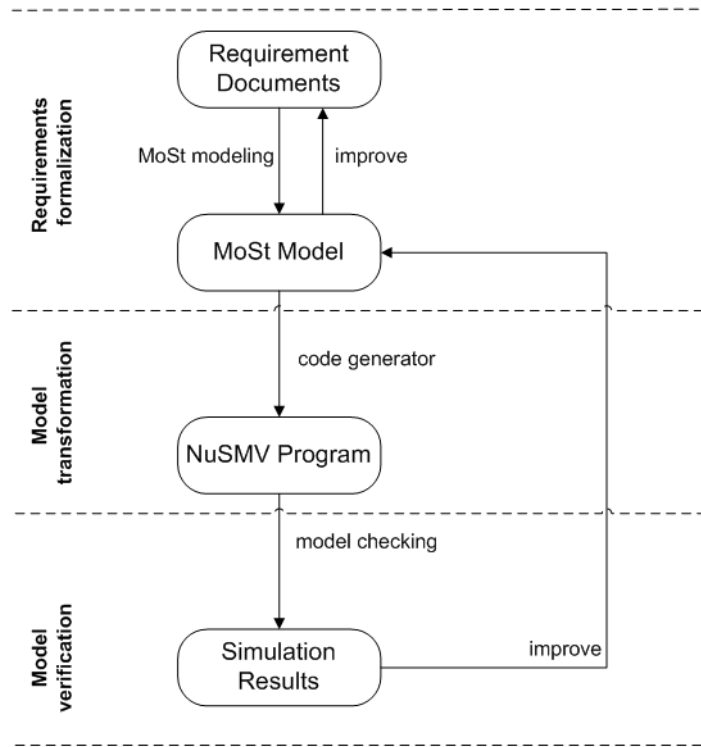 Requirements
formalization
Requirement
Documents
MoSt modeling
improve
MoSt Model
Model
transformation
code generator
NuSMV Program
Model
verification
model checking
Simulation
Results
improve